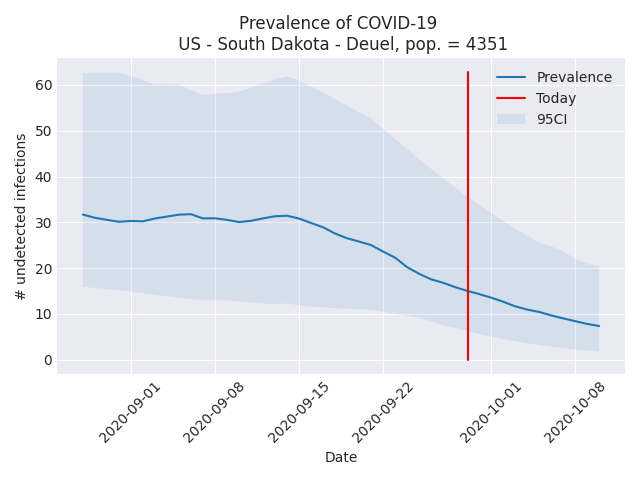 Prevalence of COVID-19
US - South Dakota - Deuel, pop. = 4351
# undetected infections
60
50
40
30
20
10
0
Prevalence
Today
95CI
2020-09-01
2020-09-08
2020-09-15
2020-09-22
2020-10-01
2020-10-08
Date